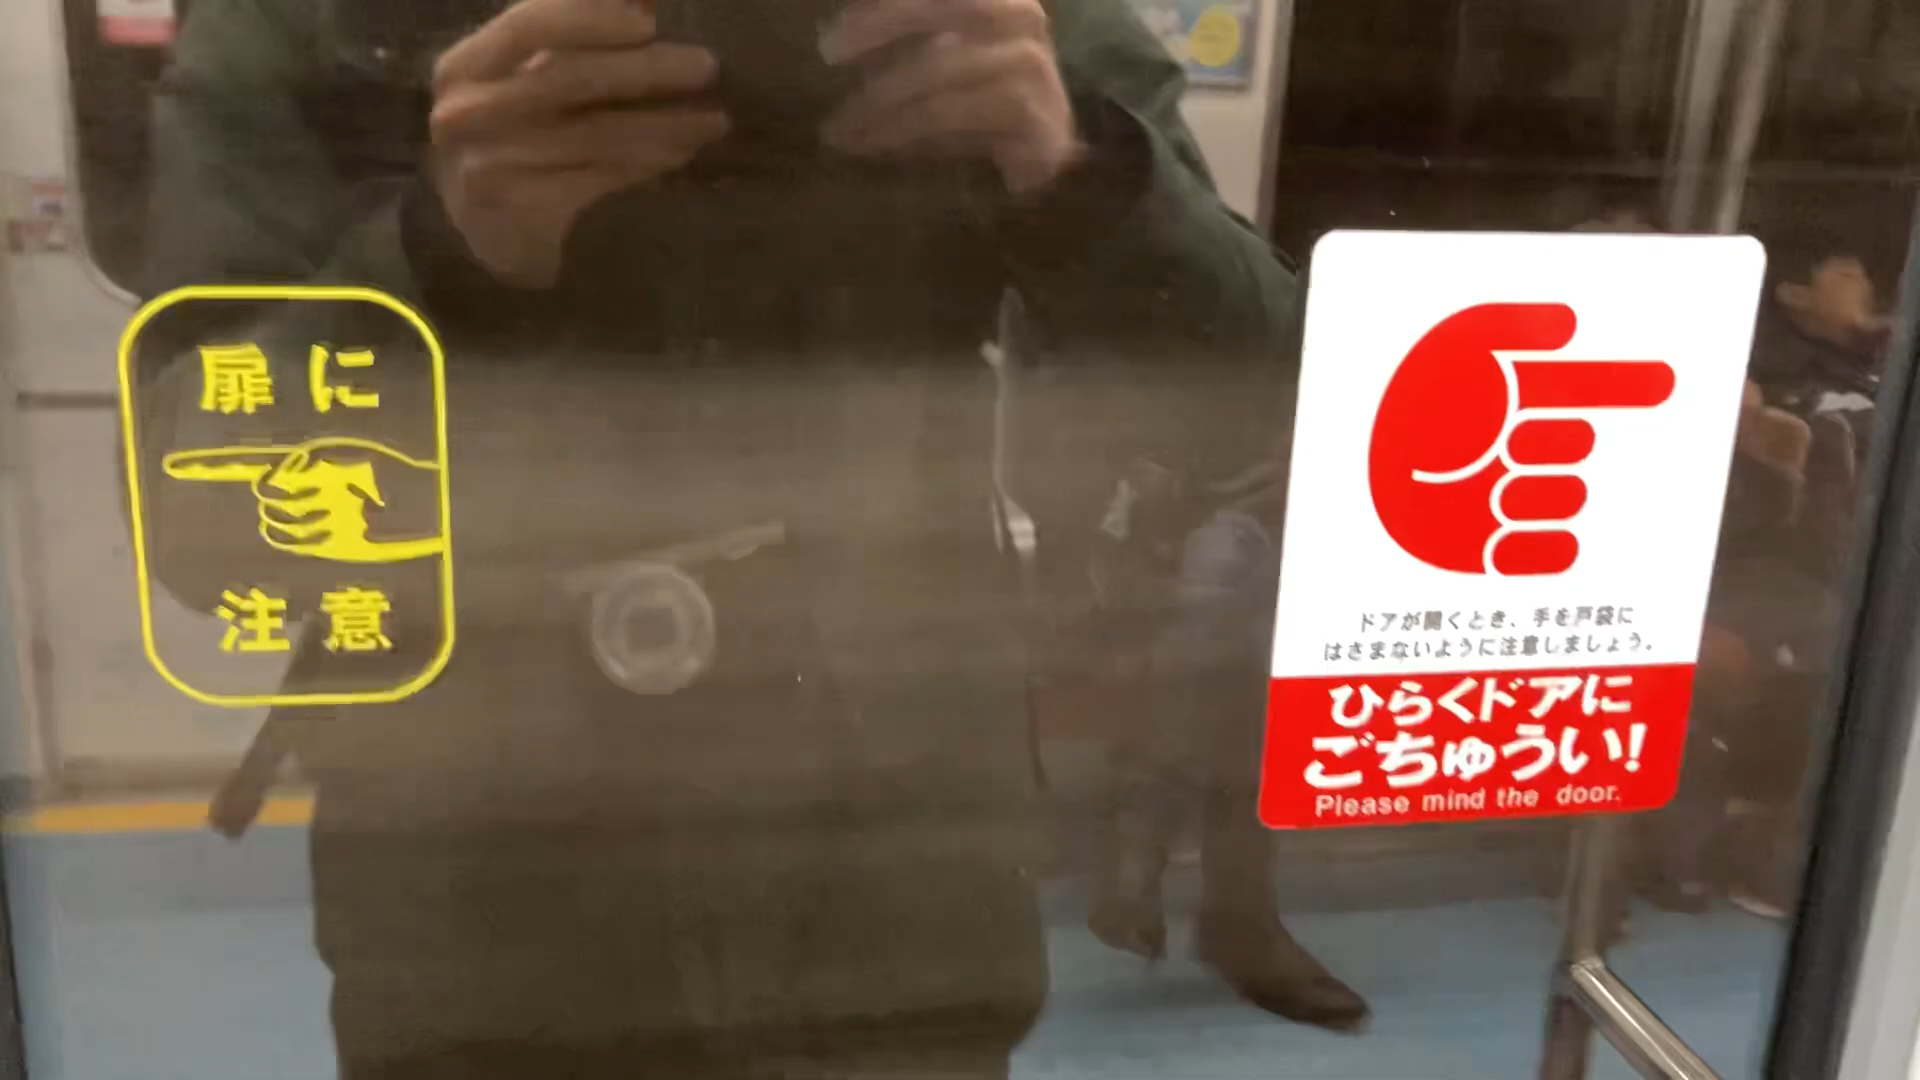 扉に
注意
ドアが開くとき、手を戸袋に
はさまないように注意しましょう。
ひらくドアに
ごちゅうい!
Please mind the door.